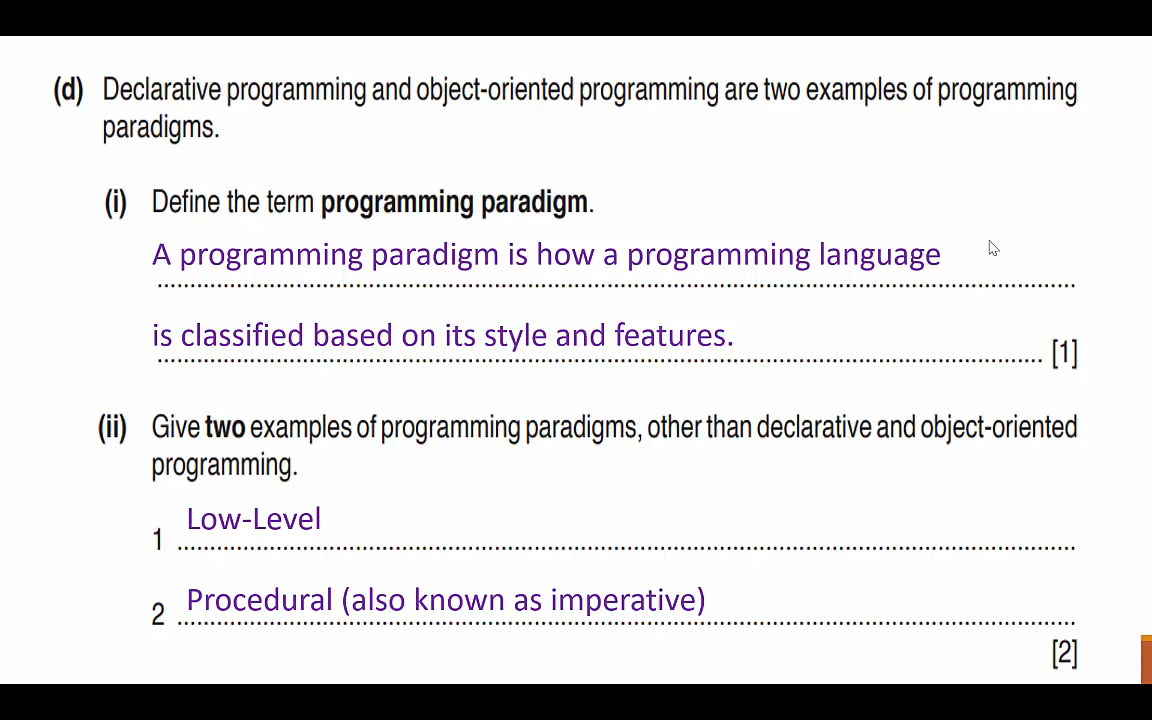 (d) Declarative programming and object-oriented programming are two examples of programming
paradigms.
(i) Define the term programming paradigm.
A programming paradigm is how a programming language
is classified based on its style and features.
[1]
(ii) Give two examples of programming paradigms, other than declarative and object-oriented
programming.
1 Low-Level
2 Procedural (also known as imperative)
[2]